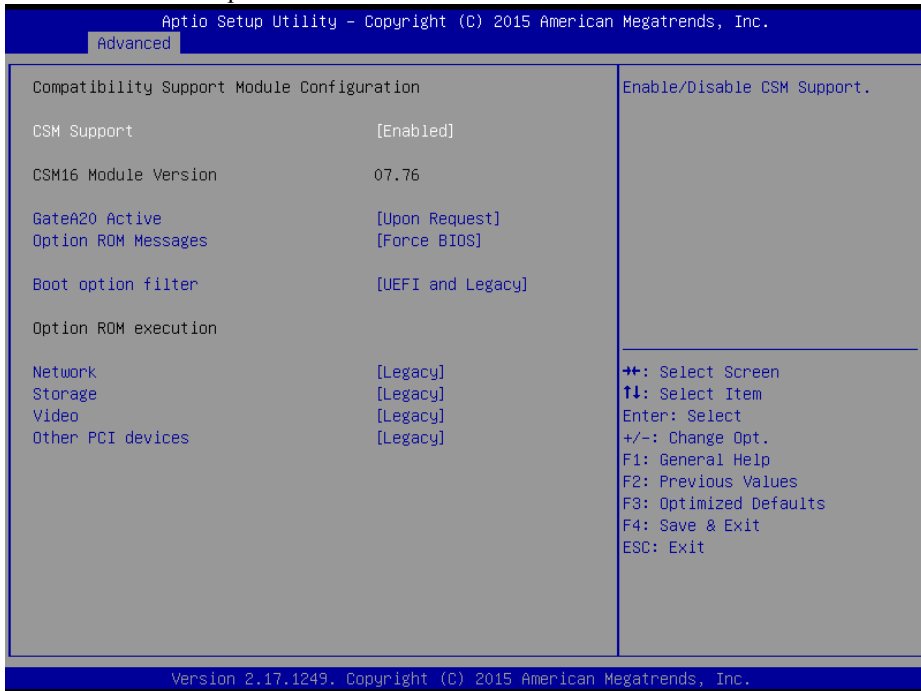 Aptio Setup Utility – Copyright (C) 2015 American Megatrends, Inc.
Advanced
Compatibility Support Module Configuration
CSM Support [Enabled]
CSM16 Module Version 07.76
GateA20 Active [Upon Request]
Option ROM Messages [Force BIOS]
Boot option filter [UEFI and Legacy]
Option ROM execution
Network [Legacy]
Storage [Legacy]
Video [Legacy]
Other PCI devices [Legacy]
Enable/Disable CSM Support.
→←: Select Screen
↑↓: Select Item
Enter: Select
+/-: Change Opt.
F1: General Help
F2: Previous Values
F3: Optimized Defaults
F4: Save & Exit
ESC: Exit
Version 2.17.1249. Copyright (C) 2015 American Megatrends, Inc.